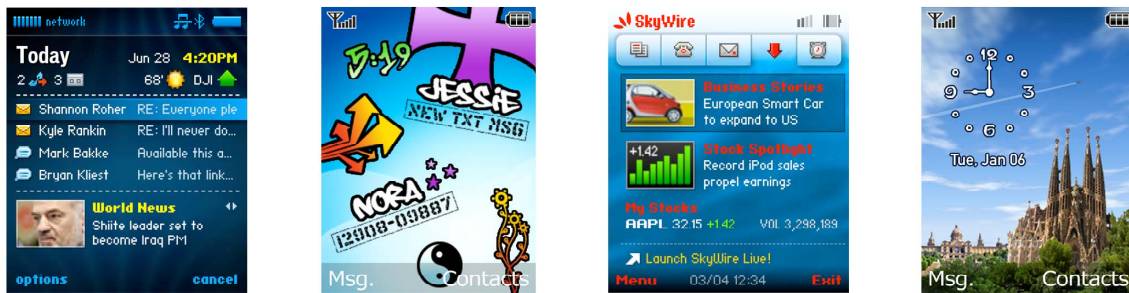 network
Today
Jun 28 4:20PM
2 3 68° DJI
Shannon Roher RE: Everyone ple
Kyle Rankin RE: I'll never do...
Mark Bakke Available this a...
Bryan Kliest Here's that link...
World News
Shiite leader set to
become Iraq PM
options cancel
5:19
JESSIE
NEW TXT MSG
NORA
12908-09887
Msg. Contacts
SkyWire
Business Stories
European Smart Car
to expand to US
+1.42
Stock Spotlight
Record iPod sales
propel earnings
My Stocks
AAPL 32.15 +1.42 VOL 3,298,189
Launch SkyWire Live!
Menu 03/04 12:34 Exit
12
9 3
6
Tue, Jan 06
Msg. Contacts